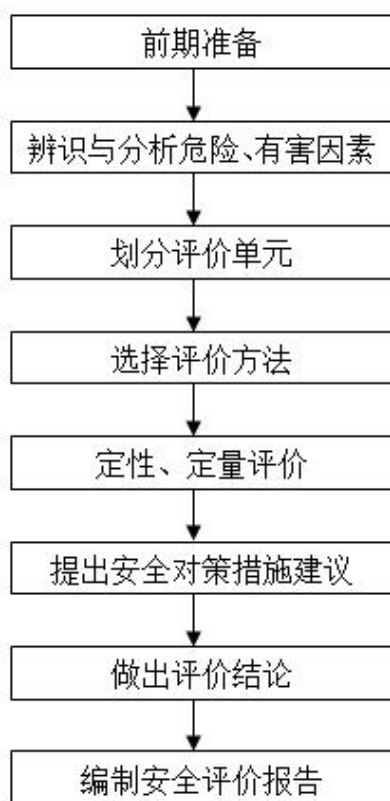 前期准备
辨识与分析危险、有害因素
划分评价单元
选择评价方法
定性、定量评价
提出安全对策措施建议
做出评价结论
编制安全评价报告